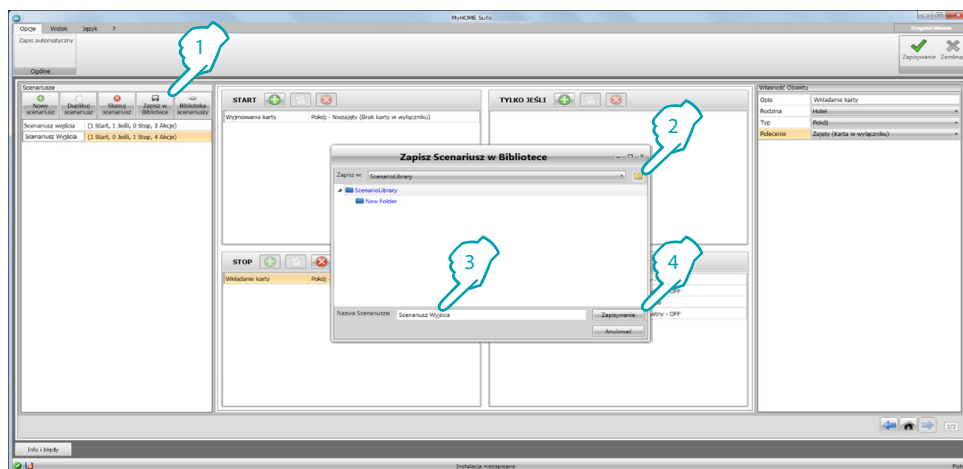 MyHOME Suite
Opcje Widok Język ?
Zapis automatyczny
Ogólne
Zapisywanie Zamknąć
1
Scenariusze
Nowy scenariusz
Duplikuj scenariusz
Skasuj scenariusz
Zapisz w Bibliotece
Biblioteka scenariuszy
Scenariusz wejścia (1 Start, 1 Jeśli, 0 Stop, 3 Akcje)
Scenariusz Wyjścia (1 Start, 0 Jeśli, 1 Stop, 4 Akcje)
START
Wyjmowanie karty Pokój - Niezajęty (Brak karty w wyłączniku)
TYLKO JEŚLI
2
Własność Obiektu
Opis Wkładanie karty
Rodzina Hotel
Typ Pokój
Polecenie Zajęty (Karta w wyłączniku)
Zapisz Scenariusz w Bibliotece
Zapisz w: ScenarioLibrary
ScenarioLibrary
New Folder
3
4
STOP
Wkładanie karty Pokój -
- OFF
Nazwa Scenariusza: Scenariusz Wyjścia
Zapisywanie
- OFF
Anulować
2/2
Info i błędy
Instalacja niezapisana